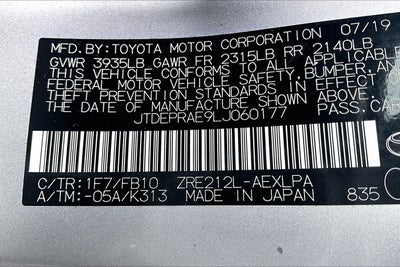 MFD. BY: TOYOTA MOTOR CORPORATION 07/19
GVWR 3935LB GAWR FR 2315LB RR 2140LB
THIS VEHICLE CONFORMS TO ALL APPLICABLE
FEDERAL MOTOR VEHICLE SAFETY, BUMPER, AN
THEFT PREVENTION STANDARDS IN EFFECT ON
THE DATE OF MANUFACTURE SHOWN ABOVE.
JTDEPRAE9LJ060177 PASS.CAR
C/TR: 1F7/FB10 ZRE212L-AEXLPA
A/TM: -05A/K313 MADE IN JAPAN 835